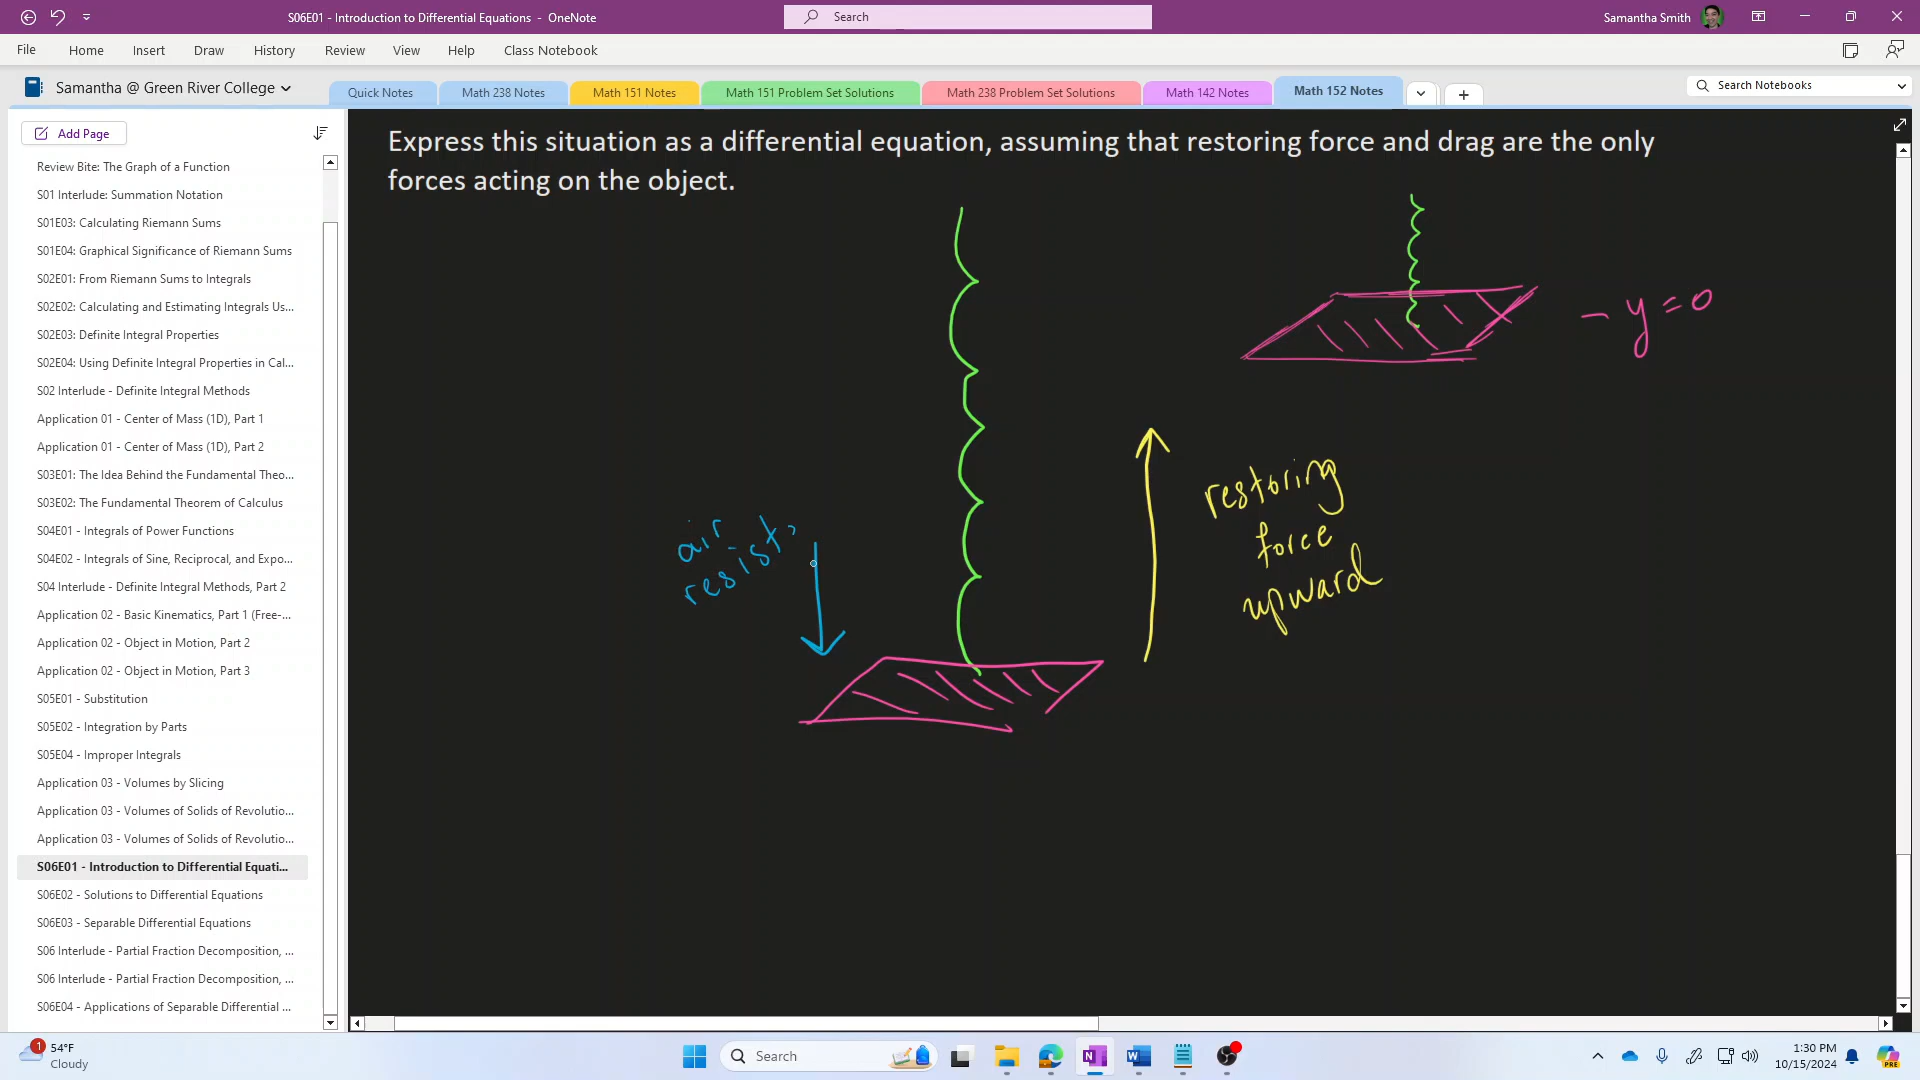 S06E01 - Introduction to Differential Equations - OneNote
Search
Samantha Smith
File
Home
Insert
Draw
History
Review
View
Help
Class Notebook
Samantha @ Green River College
Quick Notes
Math 238 Notes
Math 151 Notes
Math 151 Problem Set Solutions
Math 238 Problem Set Solutions
Math 142 Notes
Math 152 Notes
Search Notebooks
Add Page
Review Bite: The Graph of a Function
S01 Interlude: Summation Notation
S01E03: Calculating Riemann Sums
S01E04: Graphical Significance of Riemann Sums
S02E01: From Riemann Sums to Integrals
S02E02: Calculating and Estimating Integrals Us...
S02E03: Definite Integral Properties
S02E04: Using Definite Integral Properties in Cal...
S02 Interlude - Definite Integral Methods
Application 01 - Center of Mass (1D), Part 1
Application 01 - Center of Mass (1D), Part 2
S03E01: The Idea Behind the Fundamental Theo...
S03E02: The Fundamental Theorem of Calculus
S04E01 - Integrals of Power Functions
S04E02 - Integrals of Sine, Reciprocal, and Expo...
S04 Interlude - Definite Integral Methods, Part 2
Application 02 - Basic Kinematics, Part 1 (Free-...
Application 02 - Object in Motion, Part 2
Application 02 - Object in Motion, Part 3
S05E01 - Substitution
S05E02 - Integration by Parts
S05E04 - Improper Integrals
Application 03 - Volumes by Slicing
Application 03 - Volumes of Solids of Revolutio...
Application 03 - Volumes of Solids of Revolutio...
S06E01 - Introduction to Differential Equati...
S06E02 - Solutions to Differential Equations
S06E03 - Separable Differential Equations
S06 Interlude - Partial Fraction Decomposition, ...
S06 Interlude - Partial Fraction Decomposition, ...
S06E04 - Applications of Separable Differential ...
Express this situation as a differential equation, assuming that restoring force and drag are the only
forces acting on the object.
- y = 0
restoring
force
upward
air
resist.
1
54°F
Cloudy
Search
1:30 PM
10/15/2024
PRE